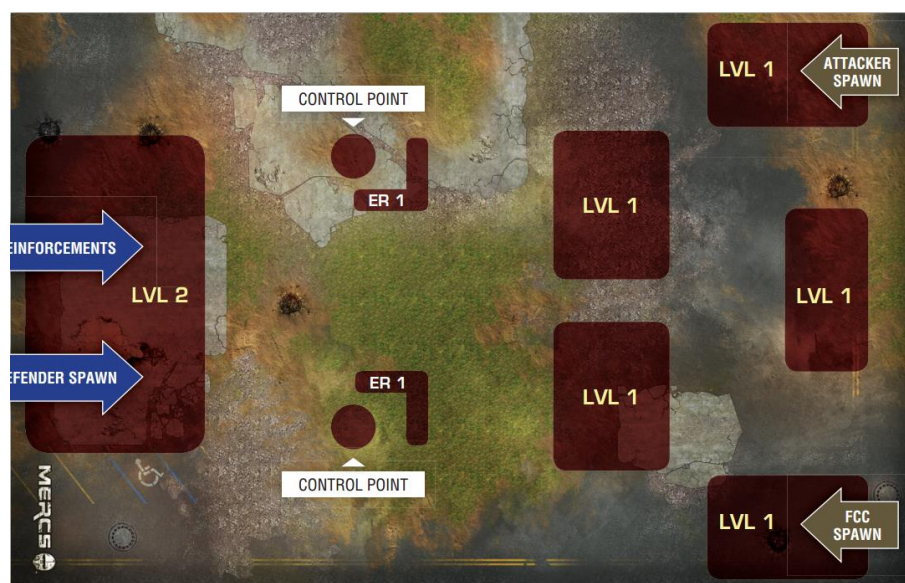 LVL 1
ATTACKER
SPAWN
CONTROL POINT
ER 1
LVL 1
EINFORCEMENTS
LVL 2
LVL 1
EFENDER SPAWN
ER 1
LVL 1
CONTROL POINT
MERCS
LVL 1
FCC
SPAWN